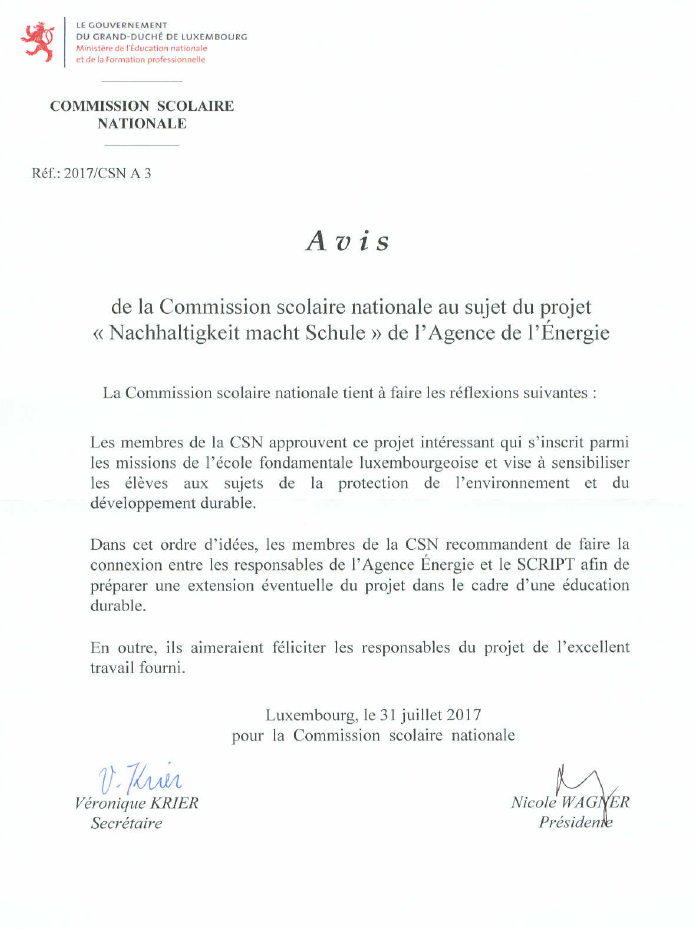 LE GOUVERNEMENT
DU GRAND-DUCHÉ DE LUXEMBOURG
Ministère de l'Éducation nationale
et de la Formation professionnelle
COMMISSION SCOLAIRE
NATIONALE
Réf.: 2017/CSN A 3
Avis
de la Commission scolaire nationale au sujet du projet
« Nachhaltigkeit macht Schule » de l'Agence de l'Énergie
La Commission scolaire nationale tient à faire les réflexions suivantes :
Les membres de la CSN approuvent ce projet intéressant qui s'inscrit parmi
les missions de l'école fondamentale luxembourgeoise et vise à sensibiliser
les élèves aux sujets de la protection de l'environnement et du
développement durable.
Dans cet ordre d'idées, les membres de la CSN recommandent de faire la
connexion entre les responsables de l'Agence Énergie et le SCRIPT afin de
préparer une extension éventuelle du projet dans le cadre d'une éducation
durable.
En outre, ils aimeraient féliciter les responsables du projet de l'excellent
travail fourni.
Luxembourg, le 31 juillet 2017
pour la Commission scolaire nationale
V. Krier
Véronique KRIER
Secrétaire
Nicole WAGNER
Présidente